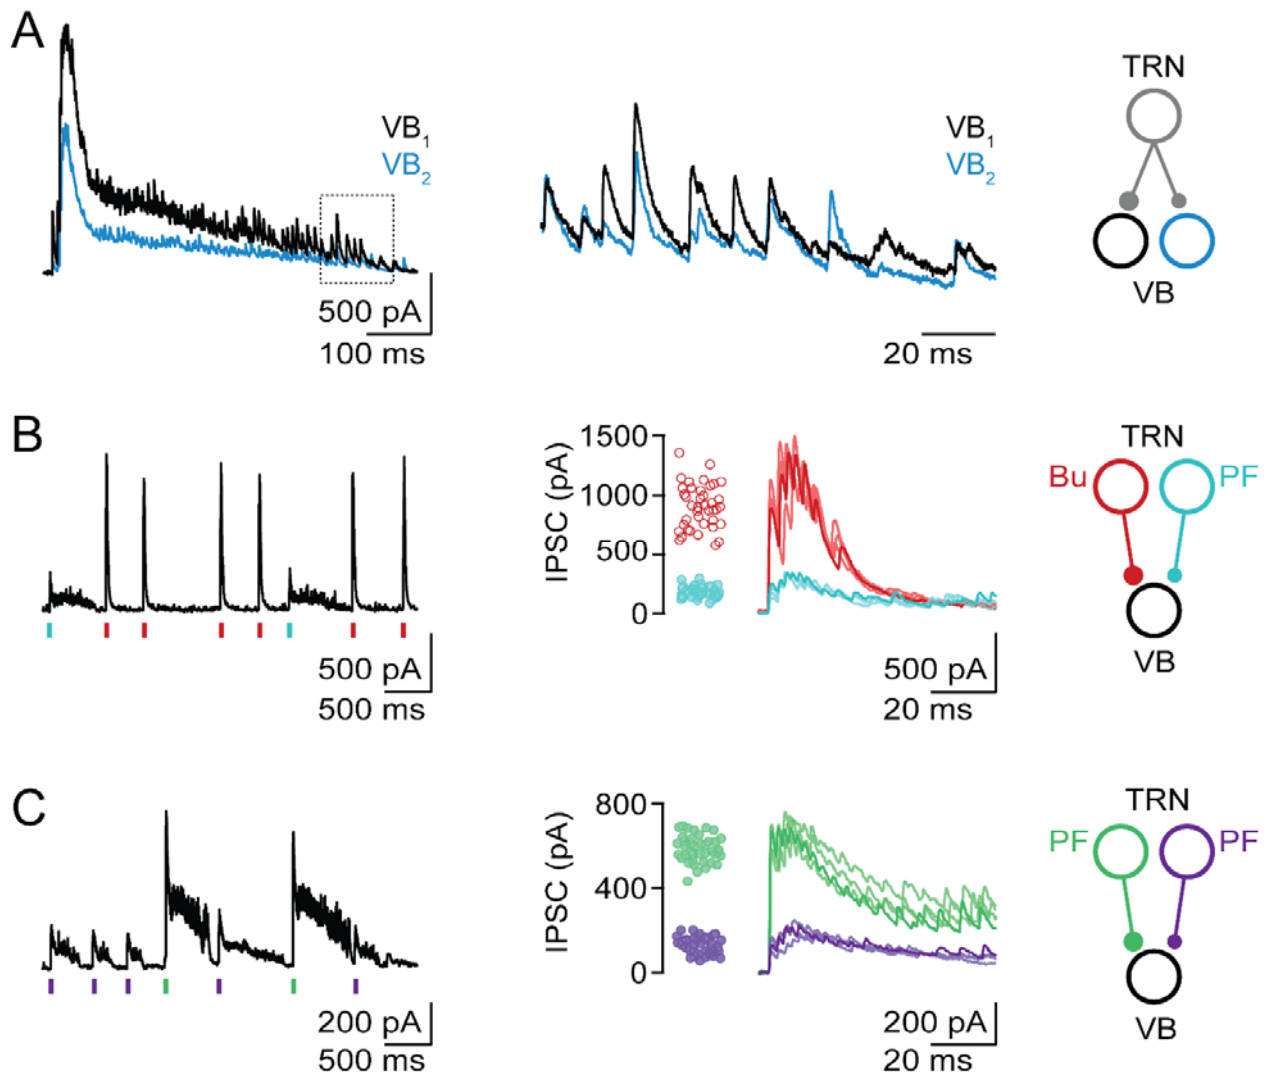 A
VB1
VB2
500 pA
100 ms
VB1
VB2
20 ms
TRN
VB
B
500 pA
500 ms
IPSC (pA)
1500
1000
500
0
500 pA
20 ms
TRN
Bu
PF
VB
C
200 pA
500 ms
IPSC (pA)
800
400
0
200 pA
20 ms
TRN
PF
PF
VB